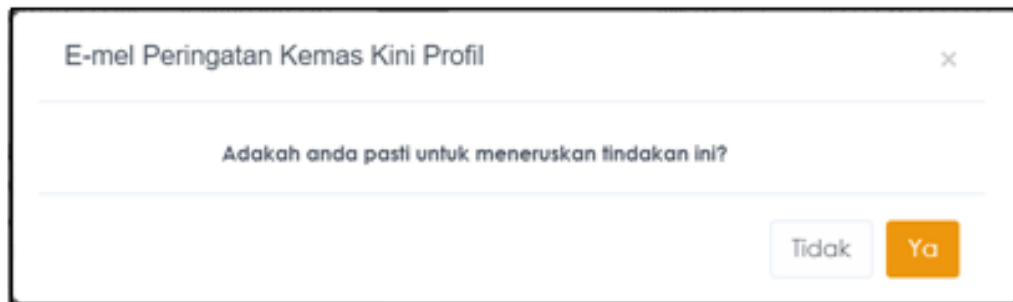 E-mel Peringatan Kemas Kini Profil
×
Adakah anda pasti untuk meneruskan tindakan ini?
Tidak
Ya